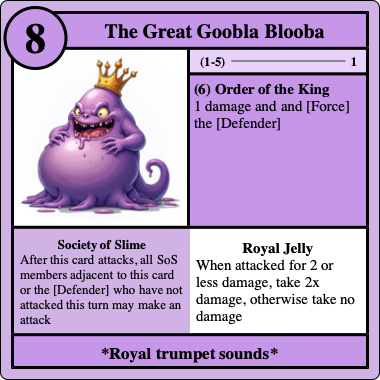 8
The Great Goobla Blooba
(1-5) 1
(6) Order of the King
1 damage and and [Force]
the [Defender]
Society of Slime
After this card attacks, all SoS
members adjacent to this card
or the [Defender] who have not
attacked this turn may make an
attack
Royal Jelly
When attacked for 2 or
less damage, take 2x
damage, otherwise take no
damage
*Royal trumpet sounds*